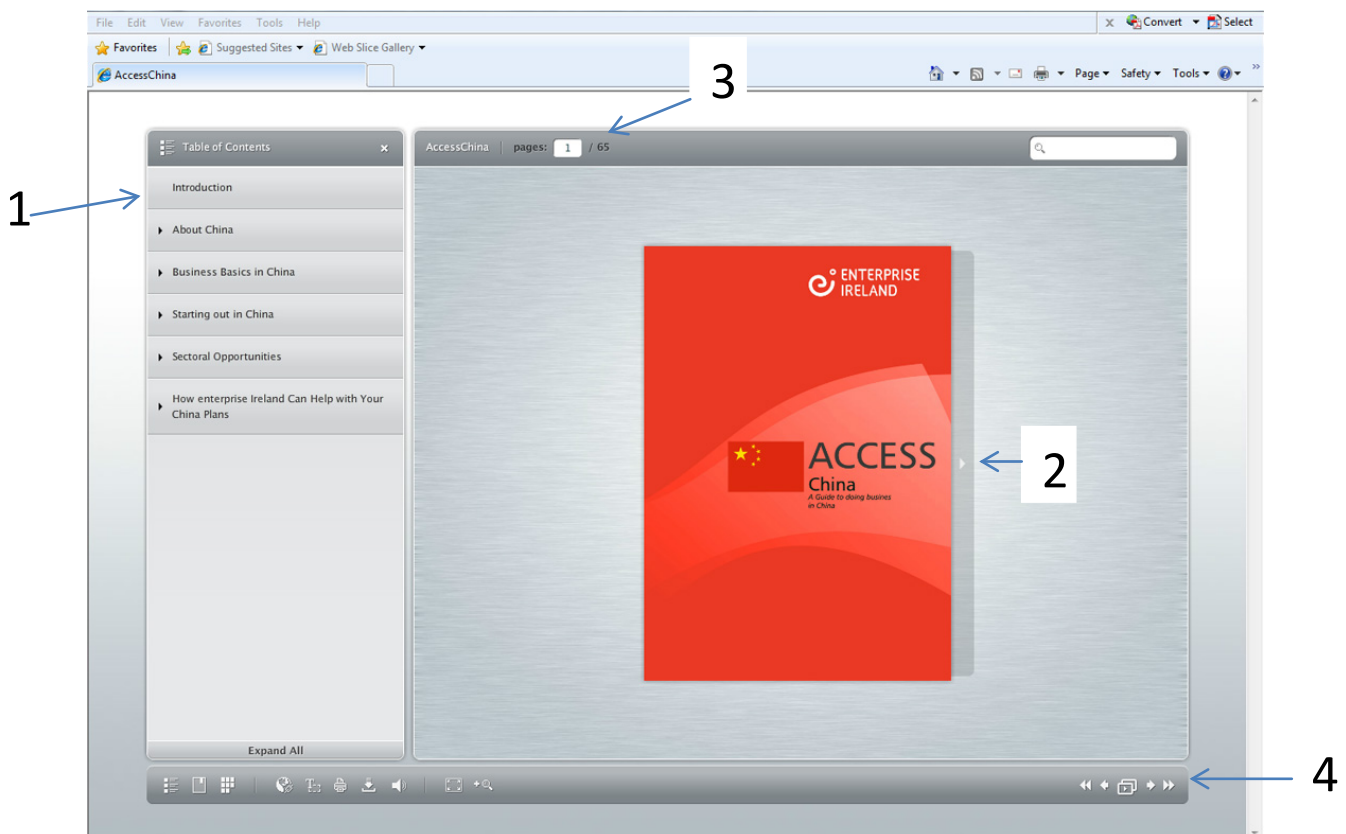 File Edit View Favorites Tools Help
x Convert Select
Favorites Suggested Sites Web Slice Gallery
AccessChina
Page Safety Tools
3
Table of Contents x
AccessChina pages: 1 / 65
1
Introduction
About China
Business Basics in China
Starting out in China
Sectoral Opportunities
How enterprise Ireland Can Help with Your
China Plans
Expand All
ENTERPRISE
IRELAND
ACCESS
China
A Guide to doing busines
in China
2
4